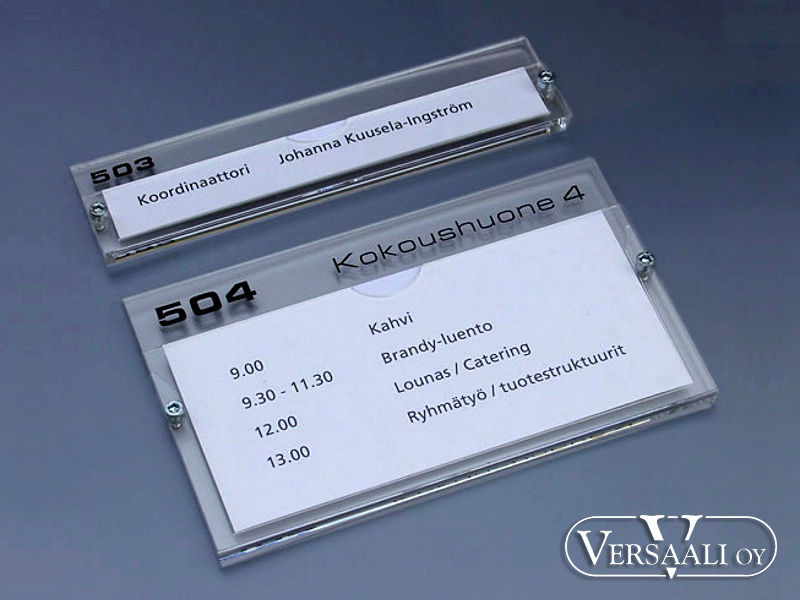 503
Koordinaattori Johanna Kuusela-Ingström
504 Kokoushuone 4
9.00 Kahvi
9.30 - 11.30 Brandy-luento
12.00 Lounas / Catering
13.00 Ryhmätyö / tuotestruktuurit
VERSAALI OY